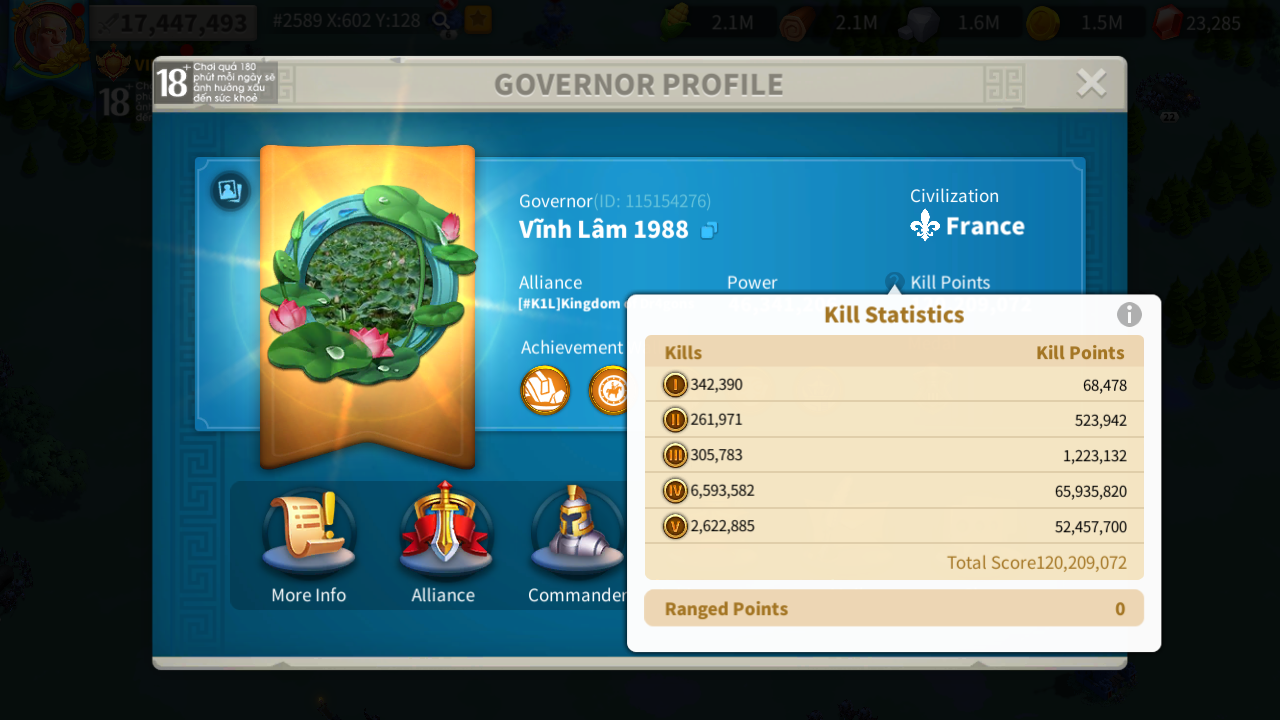 17,447,493
#2589 X:602 Y:128
2.1M
2.1M
1.6M
1.5M
23,285
18+
Chơi quá 180
phút mỗi ngày sẽ
ảnh hưởng xấu
đến sức khoẻ
GOVERNOR PROFILE
Governor(ID: 115154276)
Vĩnh Lâm 1988
Civilization
France
Alliance
Power
Kill Points
[#K1L]Kingdom
Achievement
Kill Statistics
Kills
Kill Points
I 342,390
68,478
II 261,971
523,942
III 305,783
1,223,132
IV 6,593,582
65,935,820
V 2,622,885
52,457,700
Total Score120,209,072
Ranged Points
0
More Info
Alliance
Commander